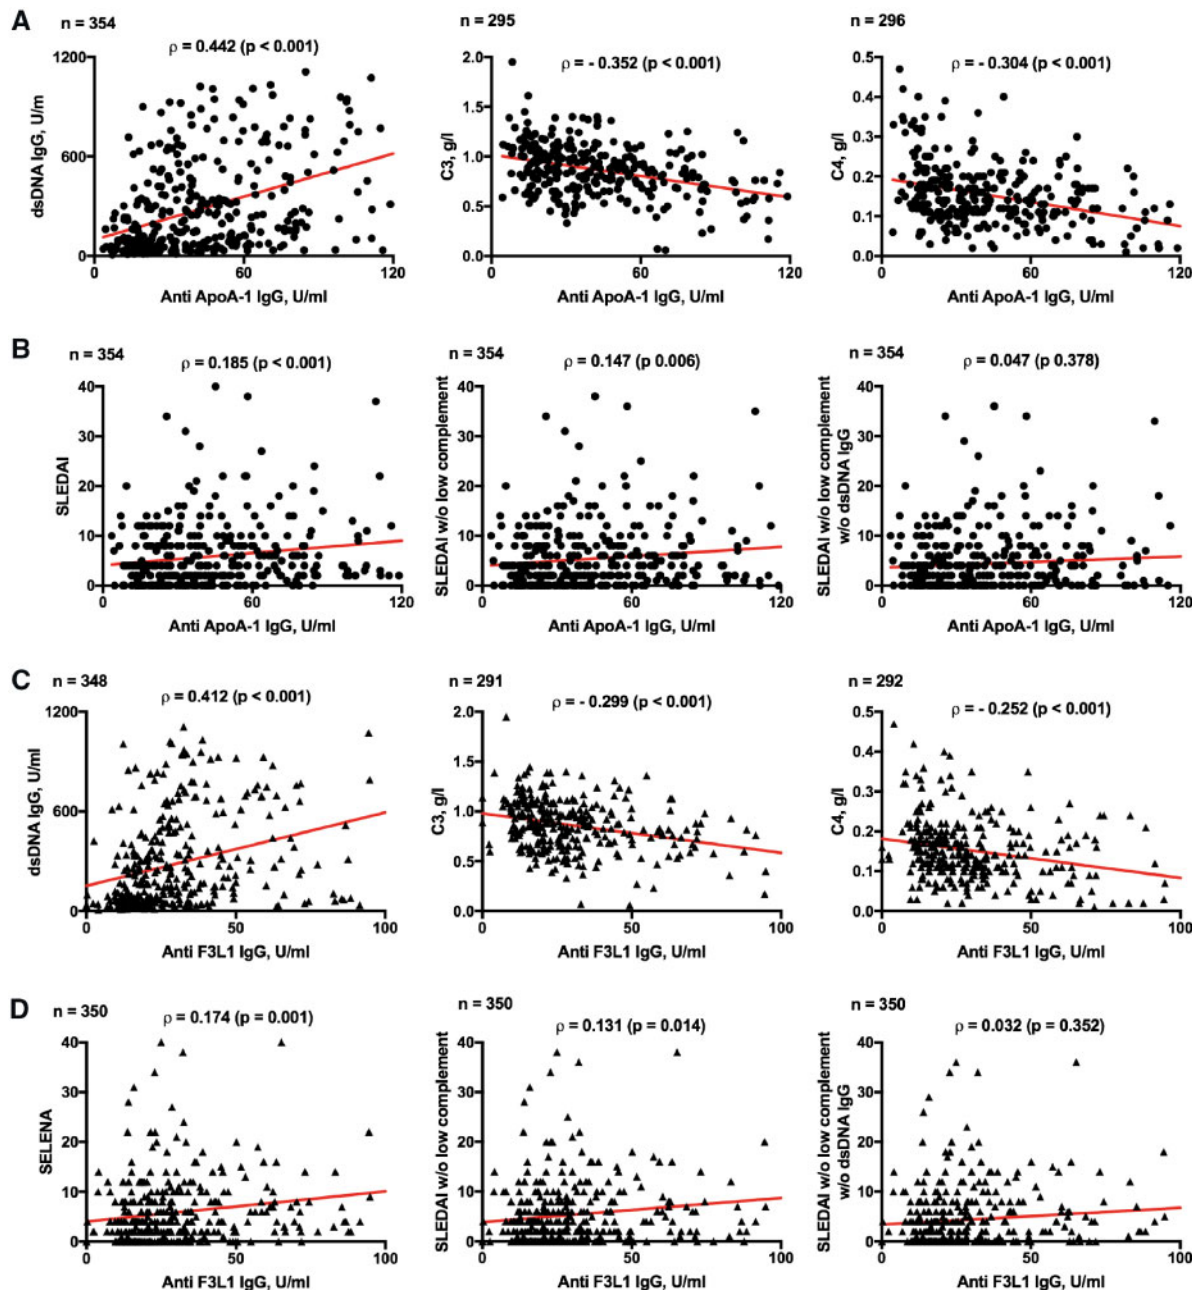 A
n = 354
ρ = 0.442 (p < 0.001)
dsDNA IgG, U/m
1200
600
0
0 60 120
Anti ApoA-1 IgG, U/ml
n = 295
ρ = - 0.352 (p < 0.001)
C3, g/l
2.0
1.5
1.0
0.5
0.0
0 60 120
Anti ApoA-1 IgG, U/ml
n = 296
ρ = - 0.304 (p < 0.001)
C4, g/l
0.5
0.4
0.3
0.2
0.1
0.0
0 60 120
Anti ApoA-1 IgG, U/ml
B
n = 354
ρ = 0.185 (p < 0.001)
SLEDAI
40
30
20
10
0
0 60 120
Anti ApoA-1 IgG, U/ml
n = 354
ρ = 0.147 (p 0.006)
SLEDAI w/o low complement
40
30
20
10
0
0 60 120
Anti ApoA-1 IgG, U/ml
n = 354
ρ = 0.047 (p 0.378)
SLEDAI w/o low complement
w/o dsDNA IgG
40
30
20
10
0
0 60 120
Anti ApoA-1 IgG, U/ml
C
n = 348
ρ = 0.412 (p < 0.001)
dsDNA IgG, U/ml
1200
600
0
0 50 100
Anti F3L1 IgG, U/ml
n = 291
ρ = - 0.299 (p < 0.001)
C3, g/l
2.0
1.5
1.0
0.5
0.0
0 50 100
Anti F3L1 IgG, U/ml
n = 292
ρ = - 0.252 (p < 0.001)
C4, g/l
0.5
0.4
0.3
0.2
0.1
0.0
0 50 100
Anti F3L1 IgG, U/ml
D
n = 350
ρ = 0.174 (p = 0.001)
SELENA
40
30
20
10
0
0 50 100
Anti F3L1 IgG, U/ml
n = 350
ρ = 0.131 (p = 0.014)
SLEDAI w/o low complement
40
30
20
10
0
0 50 100
Anti F3L1 IgG, U/ml
n = 350
ρ = 0.032 (p = 0.352)
SLEDAI w/o low complement
w/o dsDNA IgG
40
30
20
10
0
0 50 100
Anti F3L1 IgG, U/ml